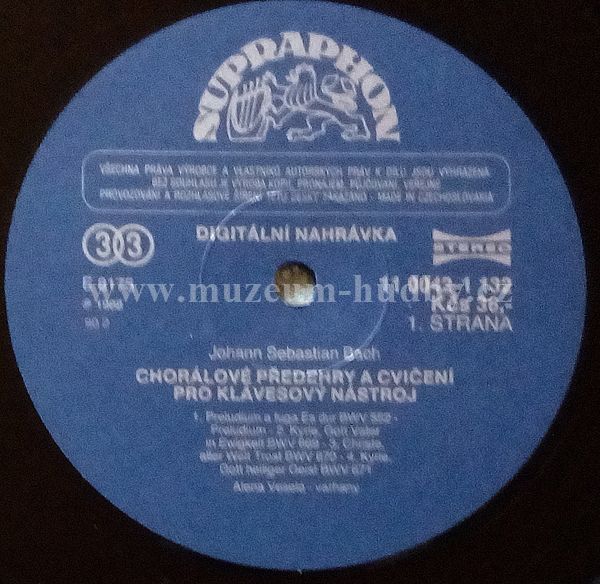 SUPRAPHON
VŠECHNA PRÁVA VÝROBCE A VLASTNÍKŮ AUTORSKÝCH PRÁV K DÍLU JSOU VYHRAZENA
BEZ SOUHLASU JE VÝROBA KOPIÍ, PRONÁJEM, PŮJČOVÁNÍ, VEŘEJNÉ
PROVOZOVÁNÍ A ROZHLASOVÉ ZAKÁZÁNO - MADE IN CZECHOSLOVAKIA
33 DIGITÁLNÍ NAHRÁVKA STEREO
www.muzeum-hudby.cz
11 0043-1 132
Kčs 36,-
1. STRANA
Johann Sebastian Bach
CHORÁLOVÉ PŘEDEHRY A CVIČENÍ
PRO KLÁVESOVÝ NÁSTROJ
1. Preludium a fuga Es dur BWV 552 -
Preludium - 2. Kyrie, Gott Vater
in Ewigkeit BWV 669 - 3. Christe,
aller Welt Trost BWV 670 - 4. Kyrie,
Gott heiliger Geist BWV 671
Alena Veselá - varhany